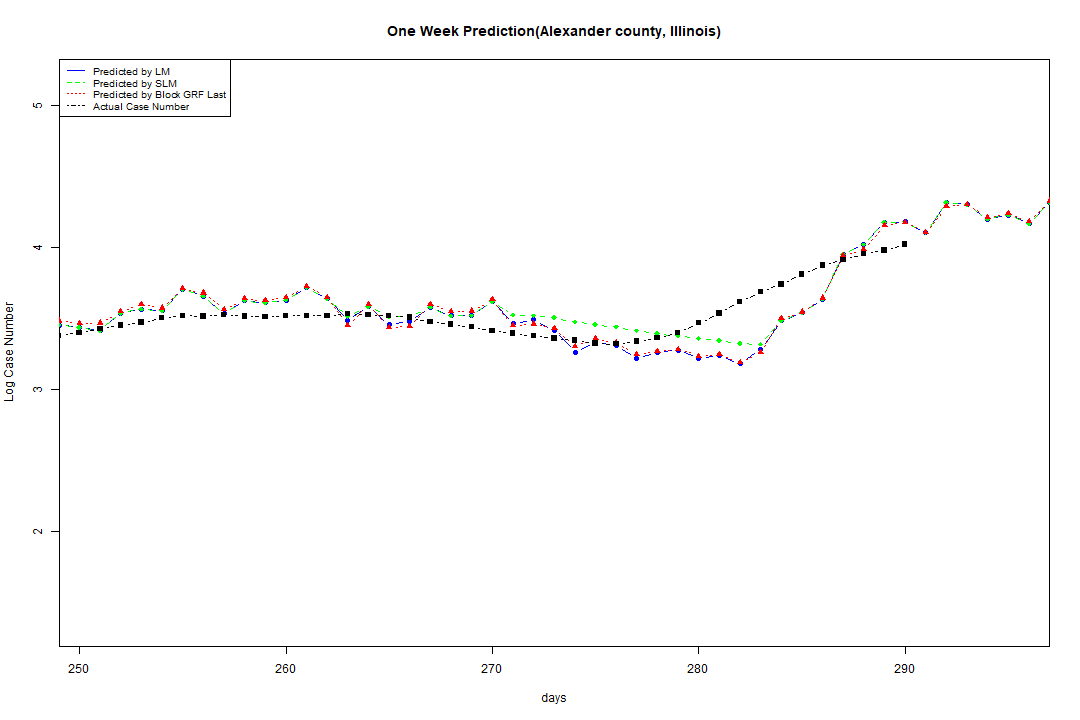 One Week Prediction(Alexander county, Illinois)
Predicted by LM
Predicted by SLM
Predicted by Block GRF Last
Actual Case Number
5
4
3
2
Log Case Number
250 260 270 280 290
days